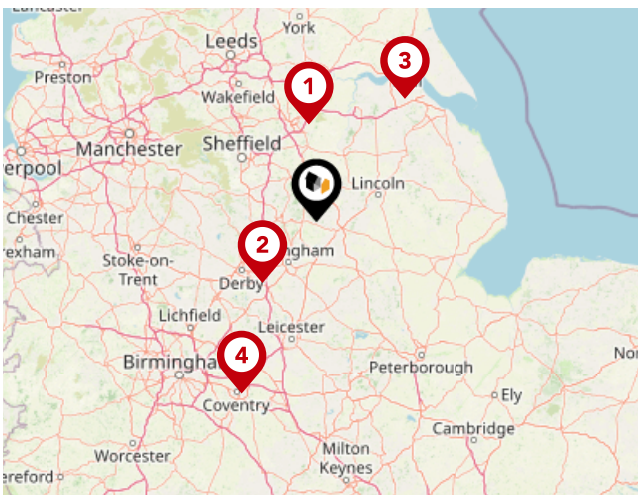 Lancaster
York
Leeds
3
Preston
1
Wakefield
Manchester
Sheffield
erpool
Lincoln
Chester
rexham
2
ngham
Stoke-on-
Trent
Derby
Lichfield
Leicester
4
Birmingha
Peterborough
No
Ely
Coventry
Cambridge
Worcester
Milton
Keynes
ereford